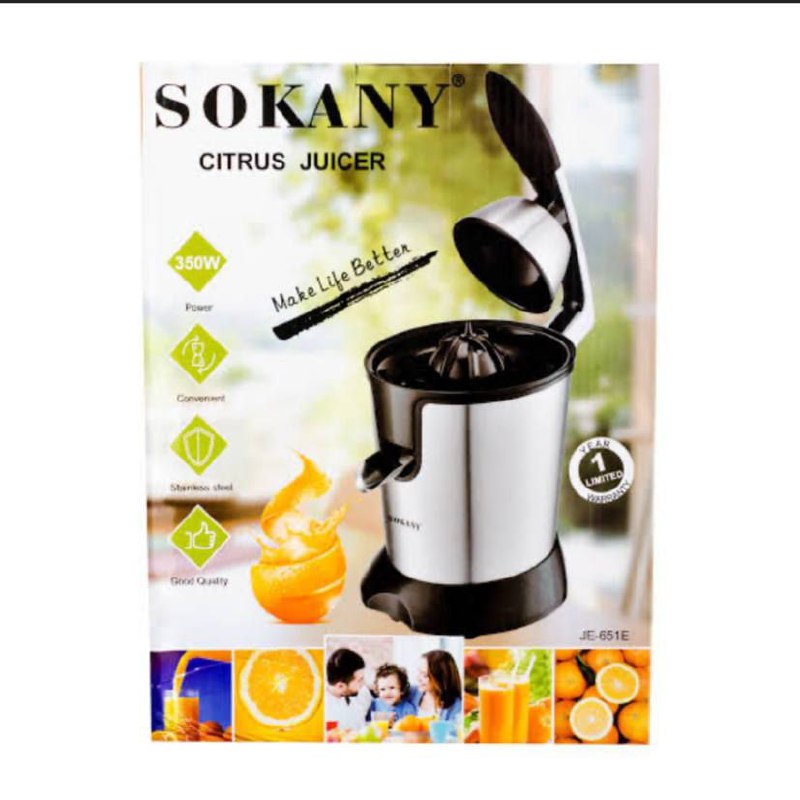 SOKANY®
CITRUS JUICER
Make Life Better
350W
Power
Convenient
Stainless steel
Good Quality
SOKANY
YEAR
1
LIMITED
WARRANTY
JE-651E